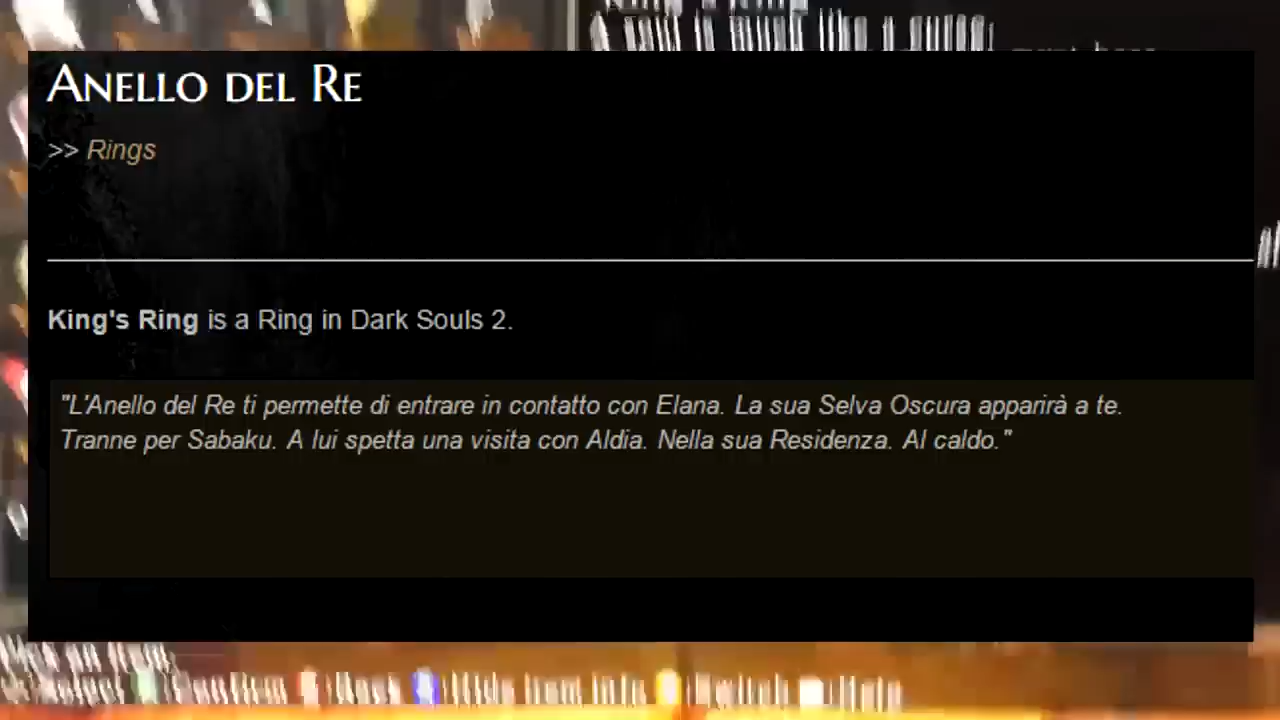 Anello del Re
>> Rings
King's Ring is a Ring in Dark Souls 2.
"L'Anello del Re ti permette di entrare in contatto con Elana. La sua Selva Oscura apparirà a te.
Tranne per Sabaku. A lui spetta una visita con Aldia. Nella sua Residenza. Al caldo."